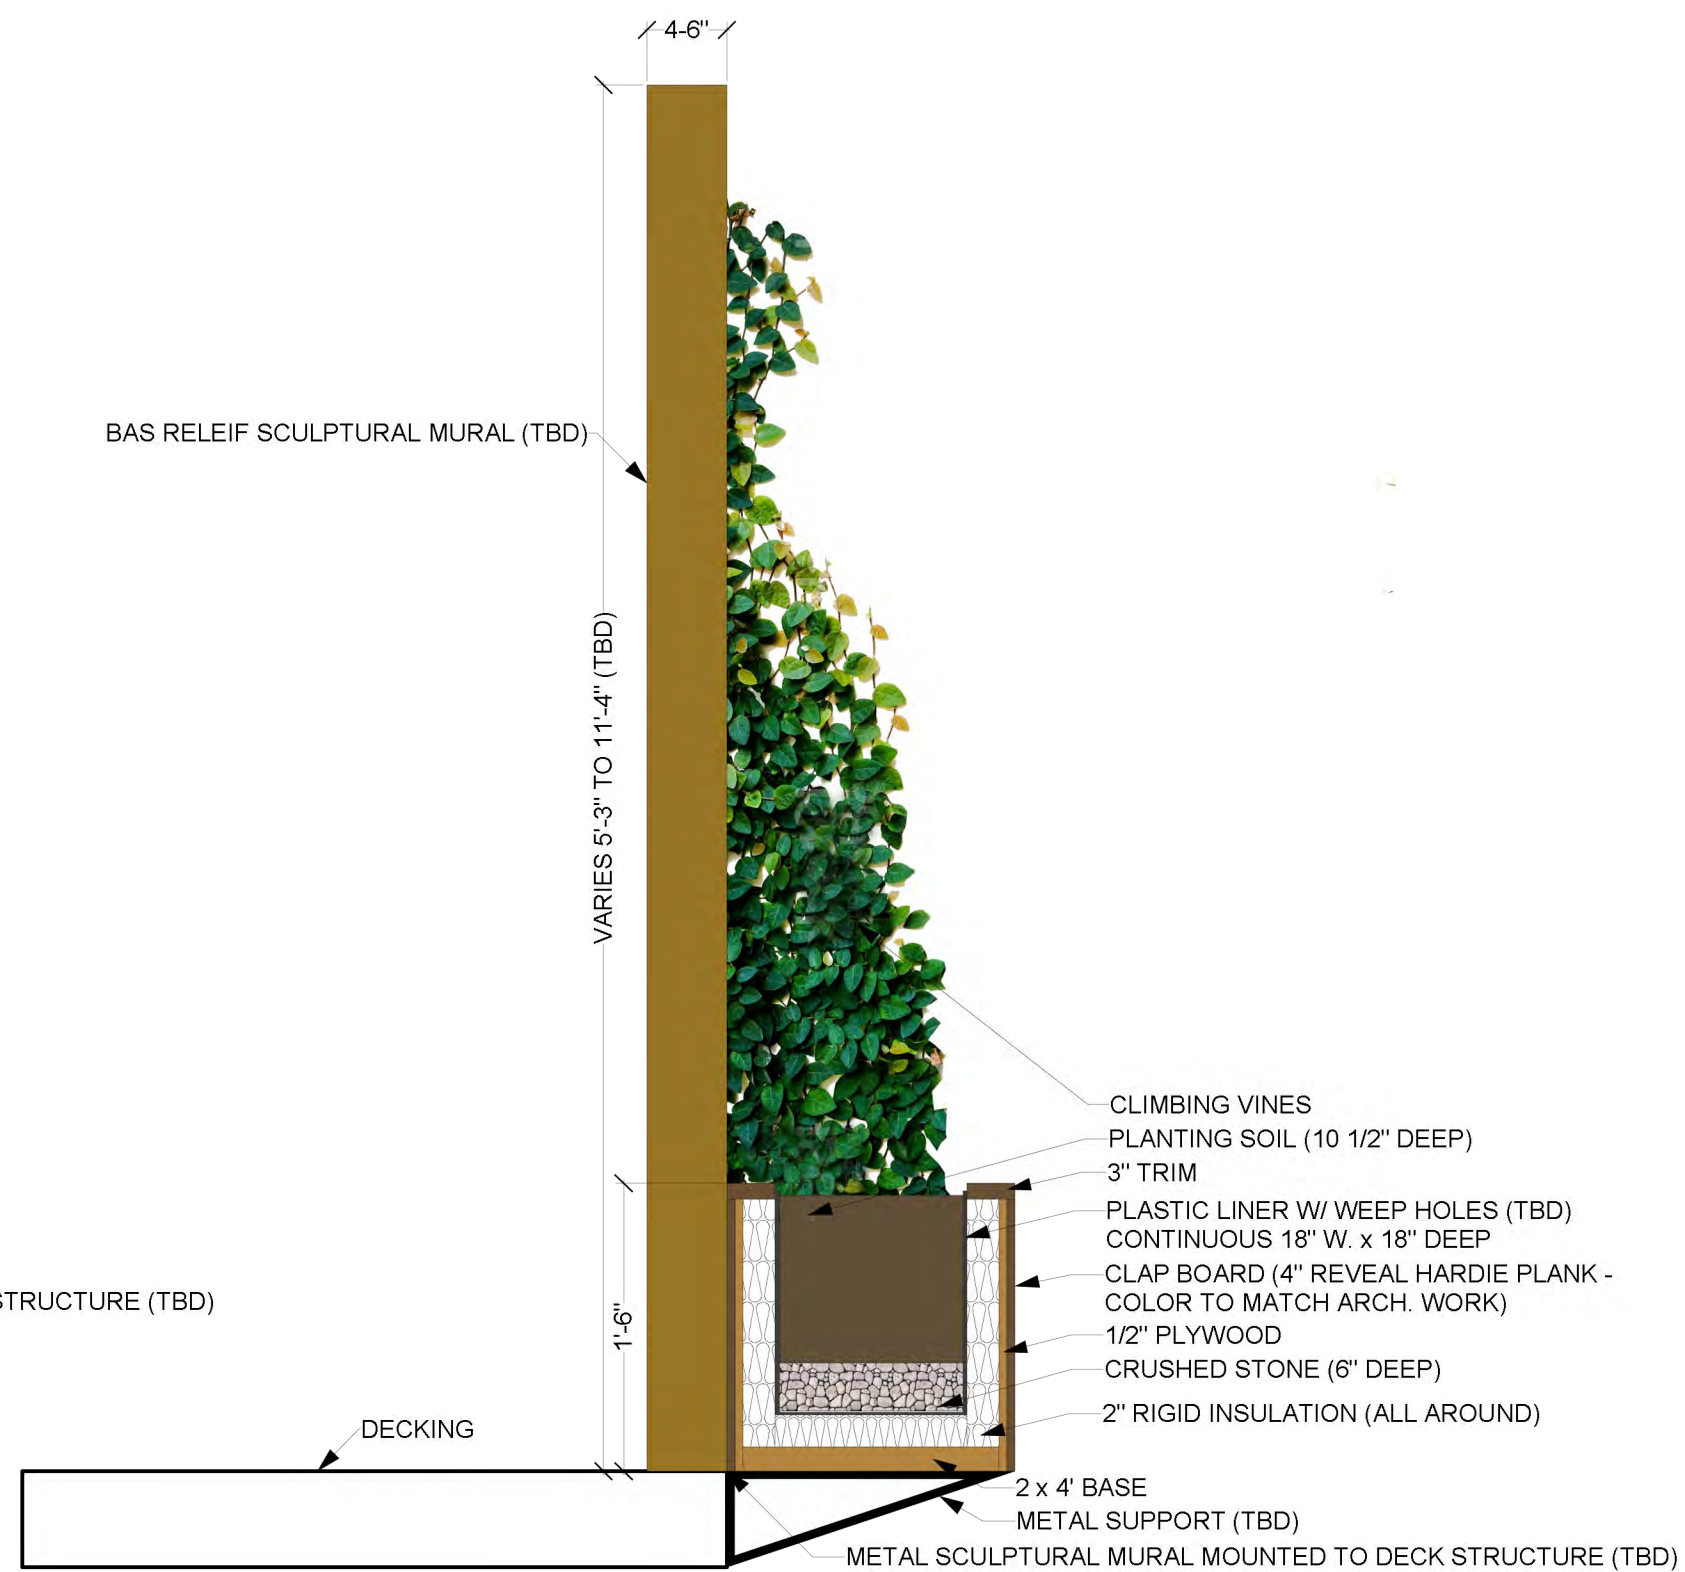 4-6"
BAS RELEIF SCULPTURAL MURAL (TBD)
VARIES 5'-3" TO 11'-4" (TBD)
CLIMBING VINES
PLANTING SOIL (10 1/2" DEEP)
3" TRIM
PLASTIC LINER W/ WEEP HOLES (TBD)
CONTINUOUS 18" W. x 18" DEEP
CLAP BOARD (4" REVEAL HARDIE PLANK -
COLOR TO MATCH ARCH. WORK)
STRUCTURE (TBD)
1'-6"
1/2" PLYWOOD
CRUSHED STONE (6" DEEP)
2" RIGID INSULATION (ALL AROUND)
DECKING
2 x 4' BASE
METAL SUPPORT (TBD)
METAL SCULPTURAL MURAL MOUNTED TO DECK STRUCTURE (TBD)